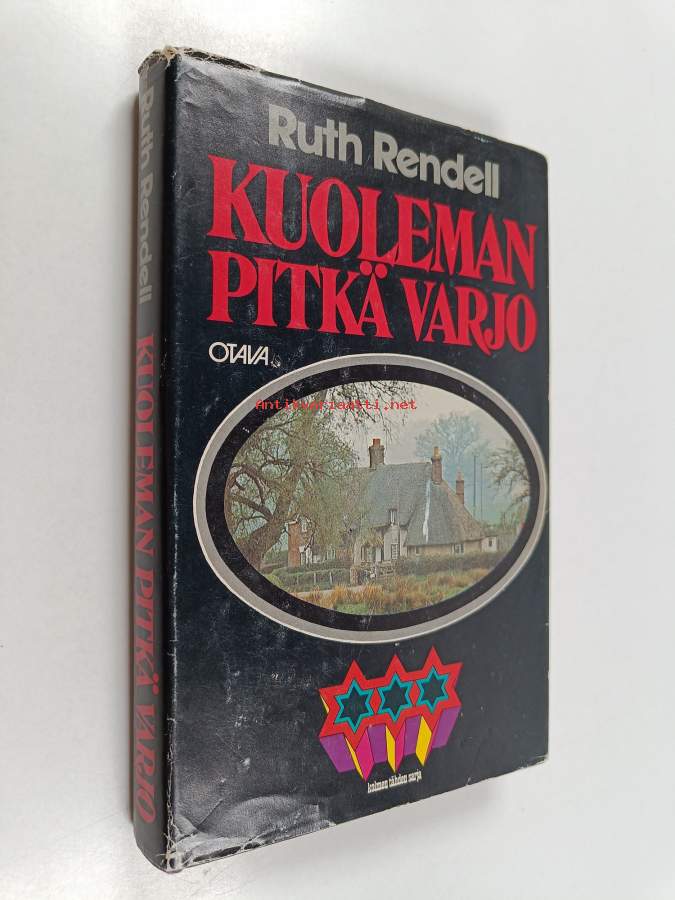 Ruth Rendell
KUOLEMAN
PITKÄ VARJO
OTAVA
Antikvariaatti.net
kolmen tähden sarja
Ruth Rendell KUOLEMAN PITKÄ VARJO